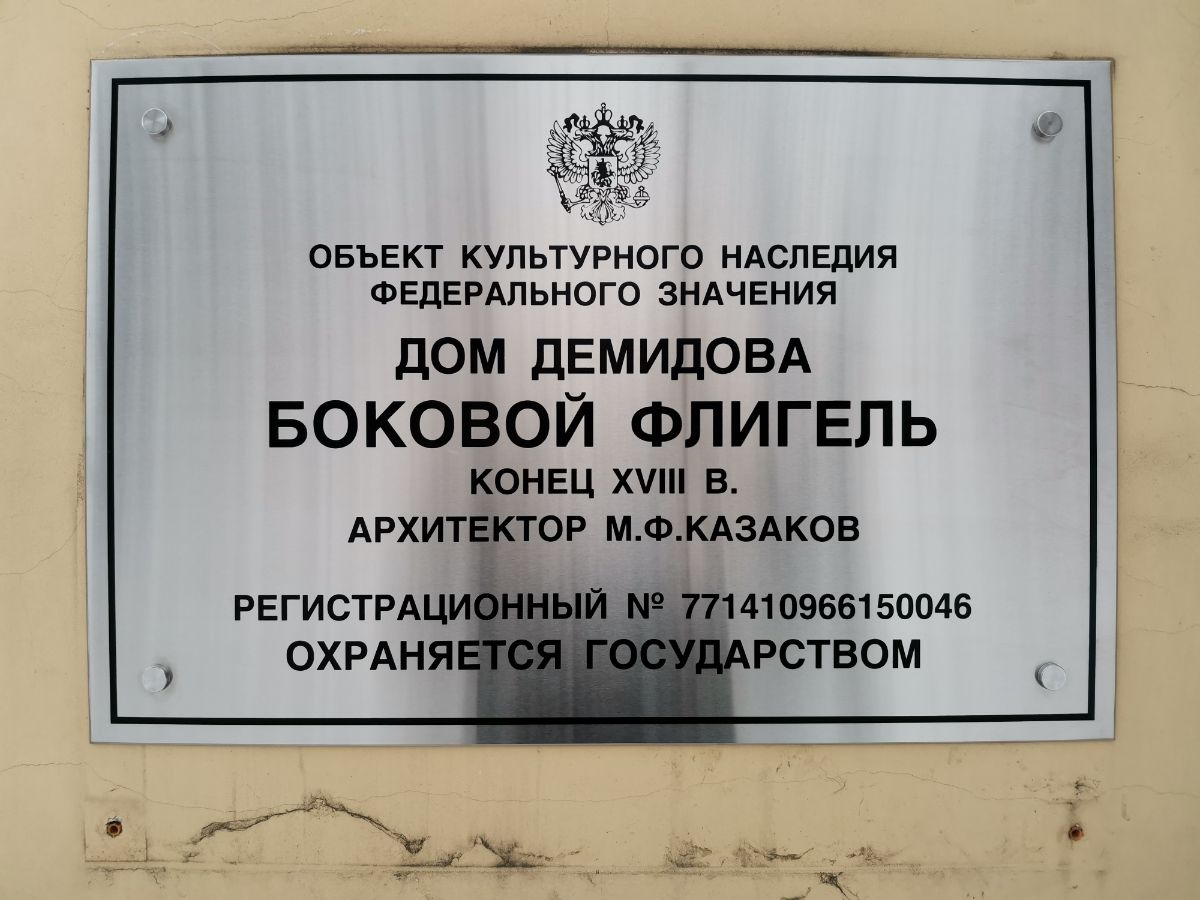 ОБЪЕКТ КУЛЬТУРНОГО НАСЛЕДИЯ
ФЕДЕРАЛЬНОГО ЗНАЧЕНИЯ
ДОМ ДЕМИДОВА
БОКОВОЙ ФЛИГЕЛЬ
КОНЕЦ XVIII В.
АРХИТЕКТОР М.Ф.КАЗАКОВ
РЕГИСТРАЦИОННЫЙ № 771410966150046
ОХРАНЯЕТСЯ ГОСУДАРСТВОМ